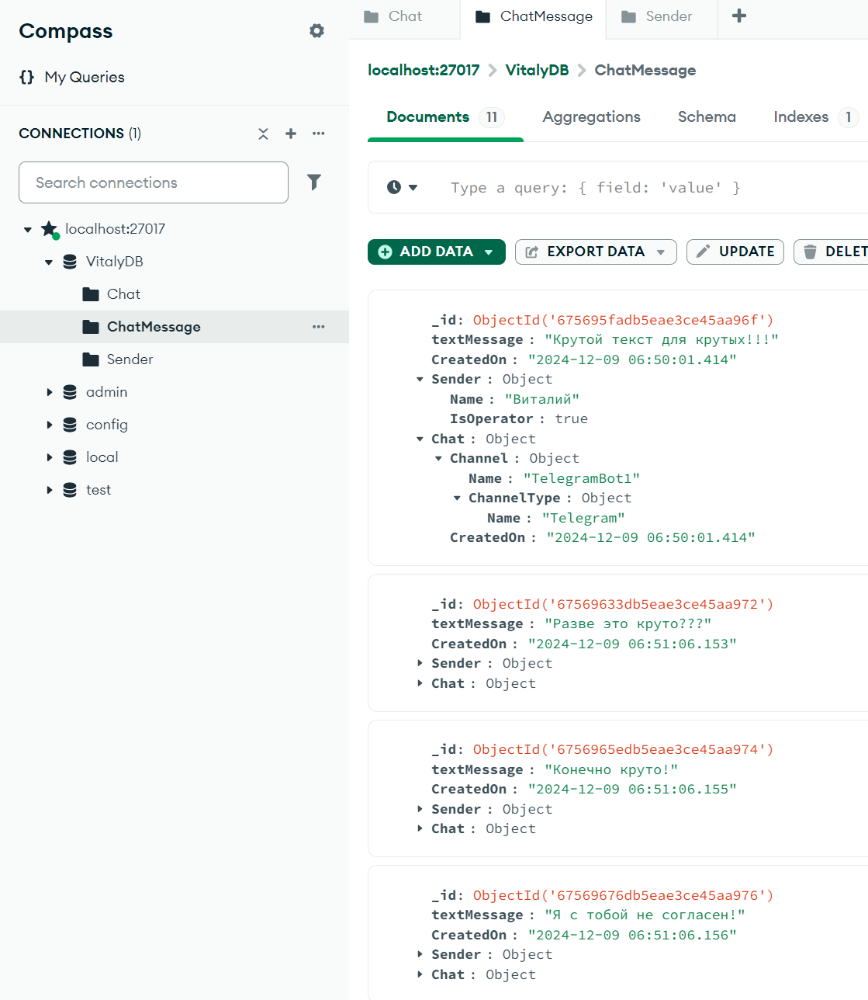 Compass
{} My Queries
CONNECTIONS (1)
Search connections
localhost:27017
VitalyDB
Chat
ChatMessage
Sender
admin
config
local
test
Chat
ChatMessage
Sender
localhost:27017 > VitalyDB > ChatMessage
Documents 11
Aggregations
Schema
Indexes 1
Type a query: { field: 'value' }
ADD DATA
EXPORT DATA
UPDATE
DELET
_id: ObjectId('675695fadb5eae3ce45aa96f')
textMessage : "Крутой текст для крутых!!!"
CreatedOn : "2024-12-09 06:50:01.414"
Sender : Object
Name : "Виталий"
IsOperator : true
Chat : Object
Channel : Object
Name : "TelegramBot1"
ChannelType : Object
Name : "Telegram"
CreatedOn : "2024-12-09 06:50:01.414"
_id: ObjectId('67569633db5eae3ce45aa972')
textMessage : "Разве это круто???"
CreatedOn : "2024-12-09 06:51:06.153"
Sender : Object
Chat : Object
_id: ObjectId('6756965edb5eae3ce45aa974')
textMessage : "Конечно круто!"
CreatedOn : "2024-12-09 06:51:06.155"
Sender : Object
Chat : Object
_id: ObjectId('67569676db5eae3ce45aa976')
textMessage : "Я с тобой не согласен!"
CreatedOn : "2024-12-09 06:51:06.156"
Sender : Object
Chat : Object